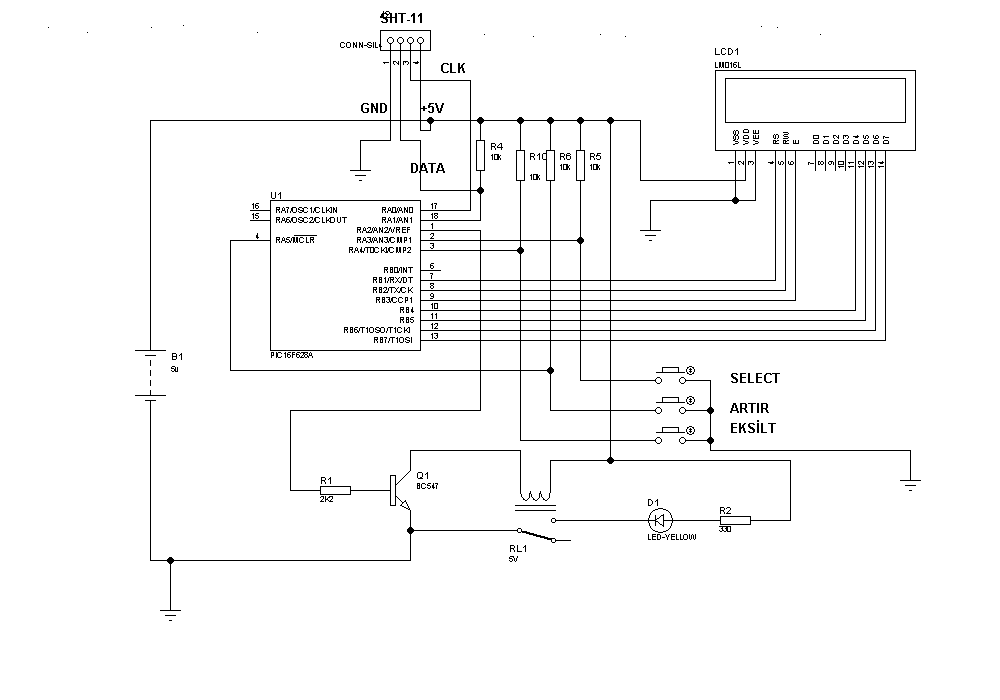 SHT-11
CONN-SIL4
1 2 3 4
CLK
GND
+5V
DATA
LCD1
LM016L
VSS VDD VEE RS RW E D0 D1 D2 D3 D4 D5 D6 D7
1 2 3 4 5 6 7 8 9 10 11 12 13 14
R4
10k
R10
10k
R6
10k
R5
10k
U1
16 RA7/OSC1/CLKIN
15 RA6/OSC2/CLKOUT
4 RA5/MCLR
RA0/AN0 17
RA1/AN1 18
RA2/AN2/VREF 1
RA3/AN3/CMP1 2
RA4/T0CKI/CMP2 3
RB0/INT 6
RB1/RX/DT 7
RB2/TX/CK 8
RB3/CCP1 9
RB4 10
RB5 11
RB6/T1OSO/T1CKI 12
RB7/T1OSI 13
PIC16F628A
B1
SELECT
ARTIR
EKSİLT
R1
2K2
Q1
BC547
RL1
5V
D1
LED-YELLOW
R2
330